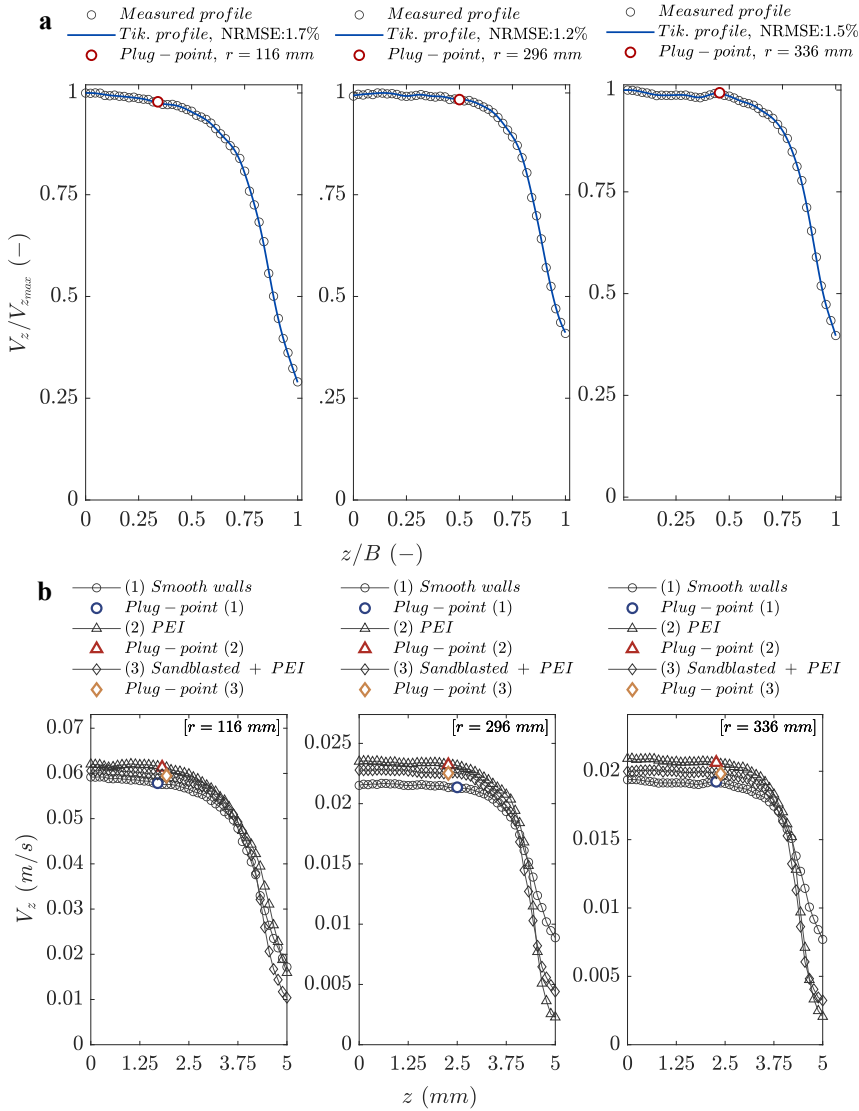 a
Measured profile
Tik. profile, NRMSE:1.7%
Plug−point, r = 116 mm
Measured profile
Tik. profile, NRMSE:1.2%
Plug−point, r = 296 mm
Measured profile
Tik. profile, NRMSE:1.5%
Plug−point, r = 336 mm
1
0.75
0.5
0.25
0
V_z/V_{z_{max}} (−)
0 0.25 0.5 0.75 1
1
0.75
0.5
0.25
0
0 0.25 0.5 0.75 1
1
0.75
0.5
0.25
0
0 0.25 0.5 0.75 1
z/B (−)
b
(1) Smooth walls
Plug−point (1)
(2) PEI
Plug−point (2)
(3) Sandblasted + PEI
Plug−point (3)
(1) Smooth walls
Plug−point (1)
(2) PEI
Plug−point (2)
(3) Sandblasted + PEI
Plug−point (3)
(1) Smooth walls
Plug−point (1)
(2) PEI
Plug−point (2)
(3) Sandblasted + PEI
Plug−point (3)
[r = 116 mm]
0.07
0.06
0.05
0.04
0.03
0.02
0.01
0
V_z (m/s)
0 1.25 2.5 3.75 5
[r = 296 mm]
0.025
0.02
0.015
0.01
0.005
0
0 1.25 2.5 3.75 5
[r = 336 mm]
0.02
0.015
0.01
0.005
0
0 1.25 2.5 3.75 5
z (mm)